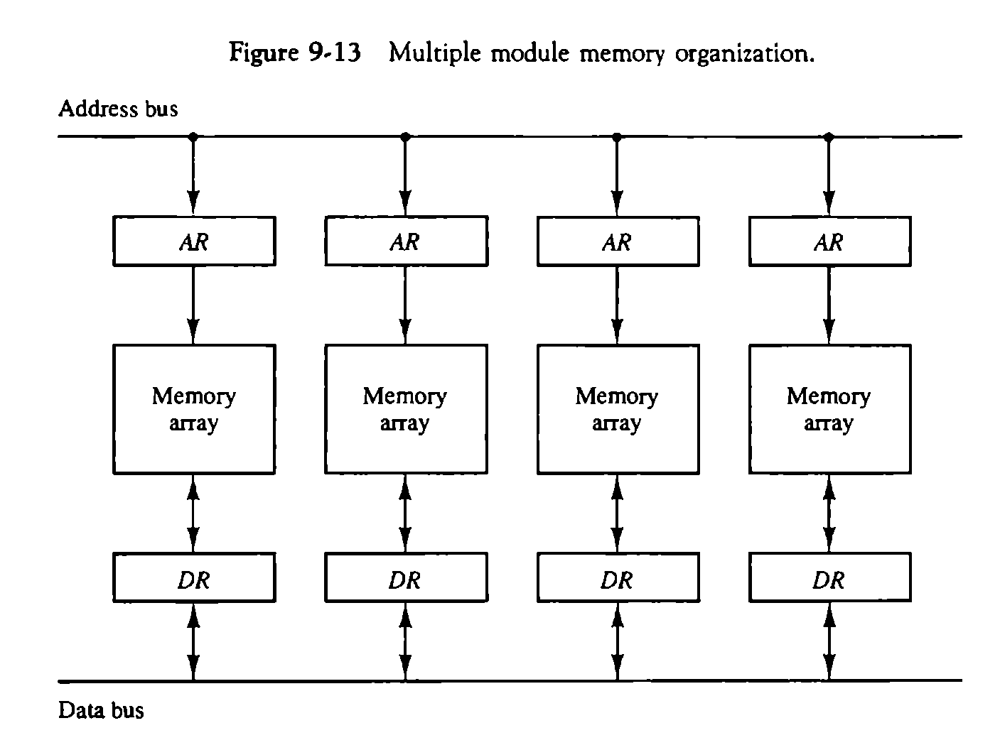 Figure 9-13 Multiple module memory organization.
Address bus
AR AR AR AR
Memory Memory Memory Memory
array array array array
DR DR DR DR
Data bus